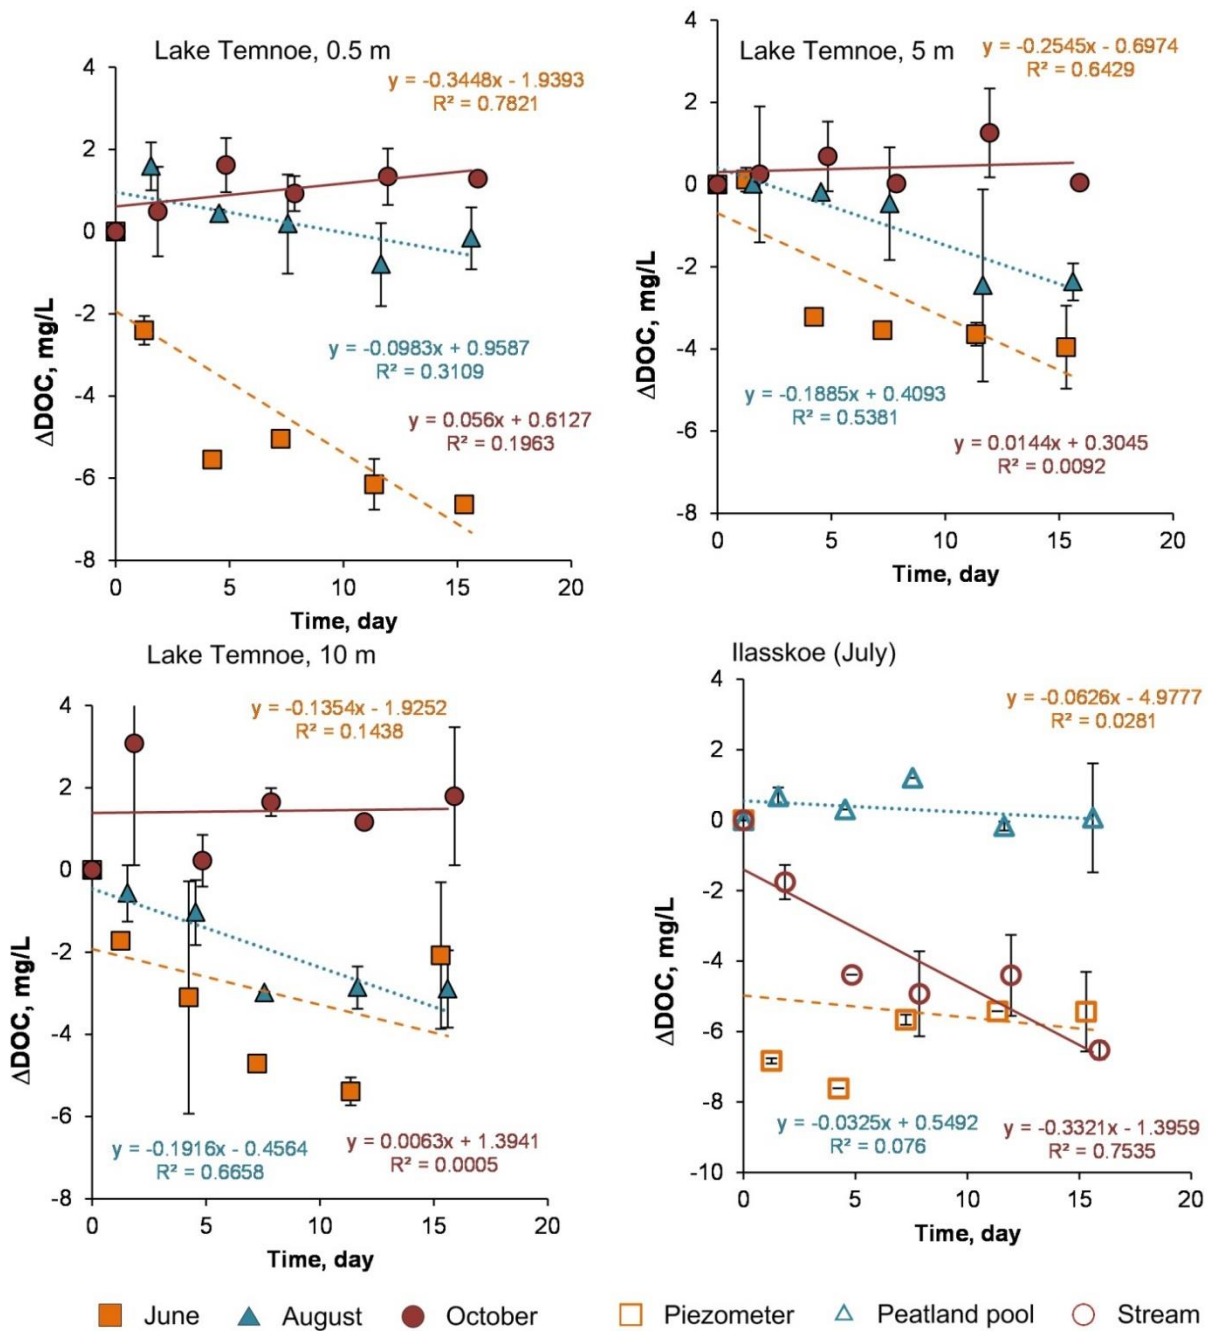 Lake Temnoe, 0.5 m
y = -0.3448x - 1.9393
R² = 0.7821
4
2
0
-2
-4
-6
-8
ΔDOC, mg/L
y = -0.0983x + 0.9587
R² = 0.3109
y = 0.056x + 0.6127
R² = 0.1963
0 5 10 15 20
Time, day
Lake Temnoe, 5 m
y = -0.2545x - 0.6974
R² = 0.6429
4
2
0
-2
-4
-6
-8
ΔDOC, mg/L
y = -0.1885x + 0.4093
R² = 0.5381
y = 0.0144x + 0.3045
R² = 0.0092
0 5 10 15 20
Time, day
Lake Temnoe, 10 m
y = -0.1354x - 1.9252
R² = 0.1438
4
2
0
-2
-4
-6
-8
ΔDOC, mg/L
y = -0.1916x - 0.4564
R² = 0.6658
y = 0.0063x + 1.3941
R² = 0.0005
0 5 10 15 20
Time, day
Ilasskoe (July)
y = -0.0626x - 4.9777
R² = 0.0281
4
2
0
-2
-4
-6
-8
-10
ΔDOC, mg/L
y = -0.0325x + 0.5492
R² = 0.076
y = -0.3321x - 1.3959
R² = 0.7535
0 5 10 15 20
Time, day
June August October Piezometer Peatland pool Stream